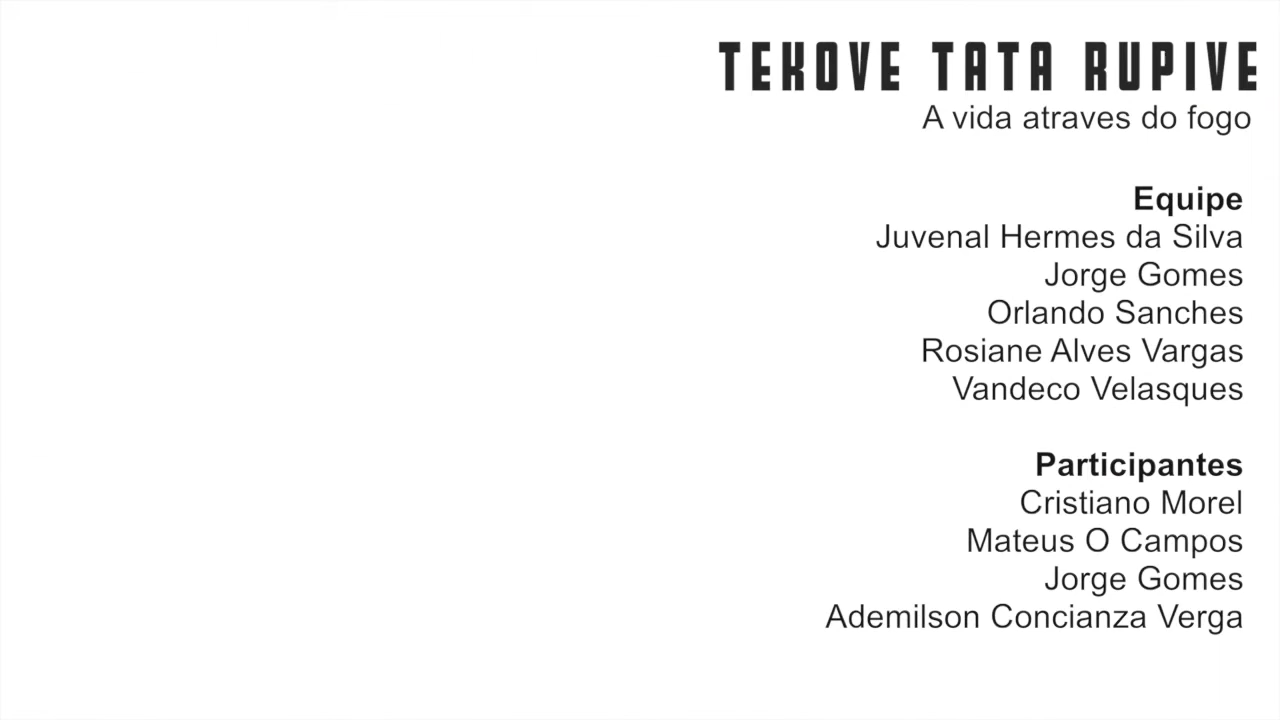 TEKOVE TATA RUPIVE
A vida atraves do fogo
Equipe
Juvenal Hermes da Silva
Jorge Gomes
Orlando Sanches
Rosiane Alves Vargas
Vandeco Velasques
Participantes
Cristiano Morel
Mateus O Campos
Jorge Gomes
Ademilson Concianza Verga